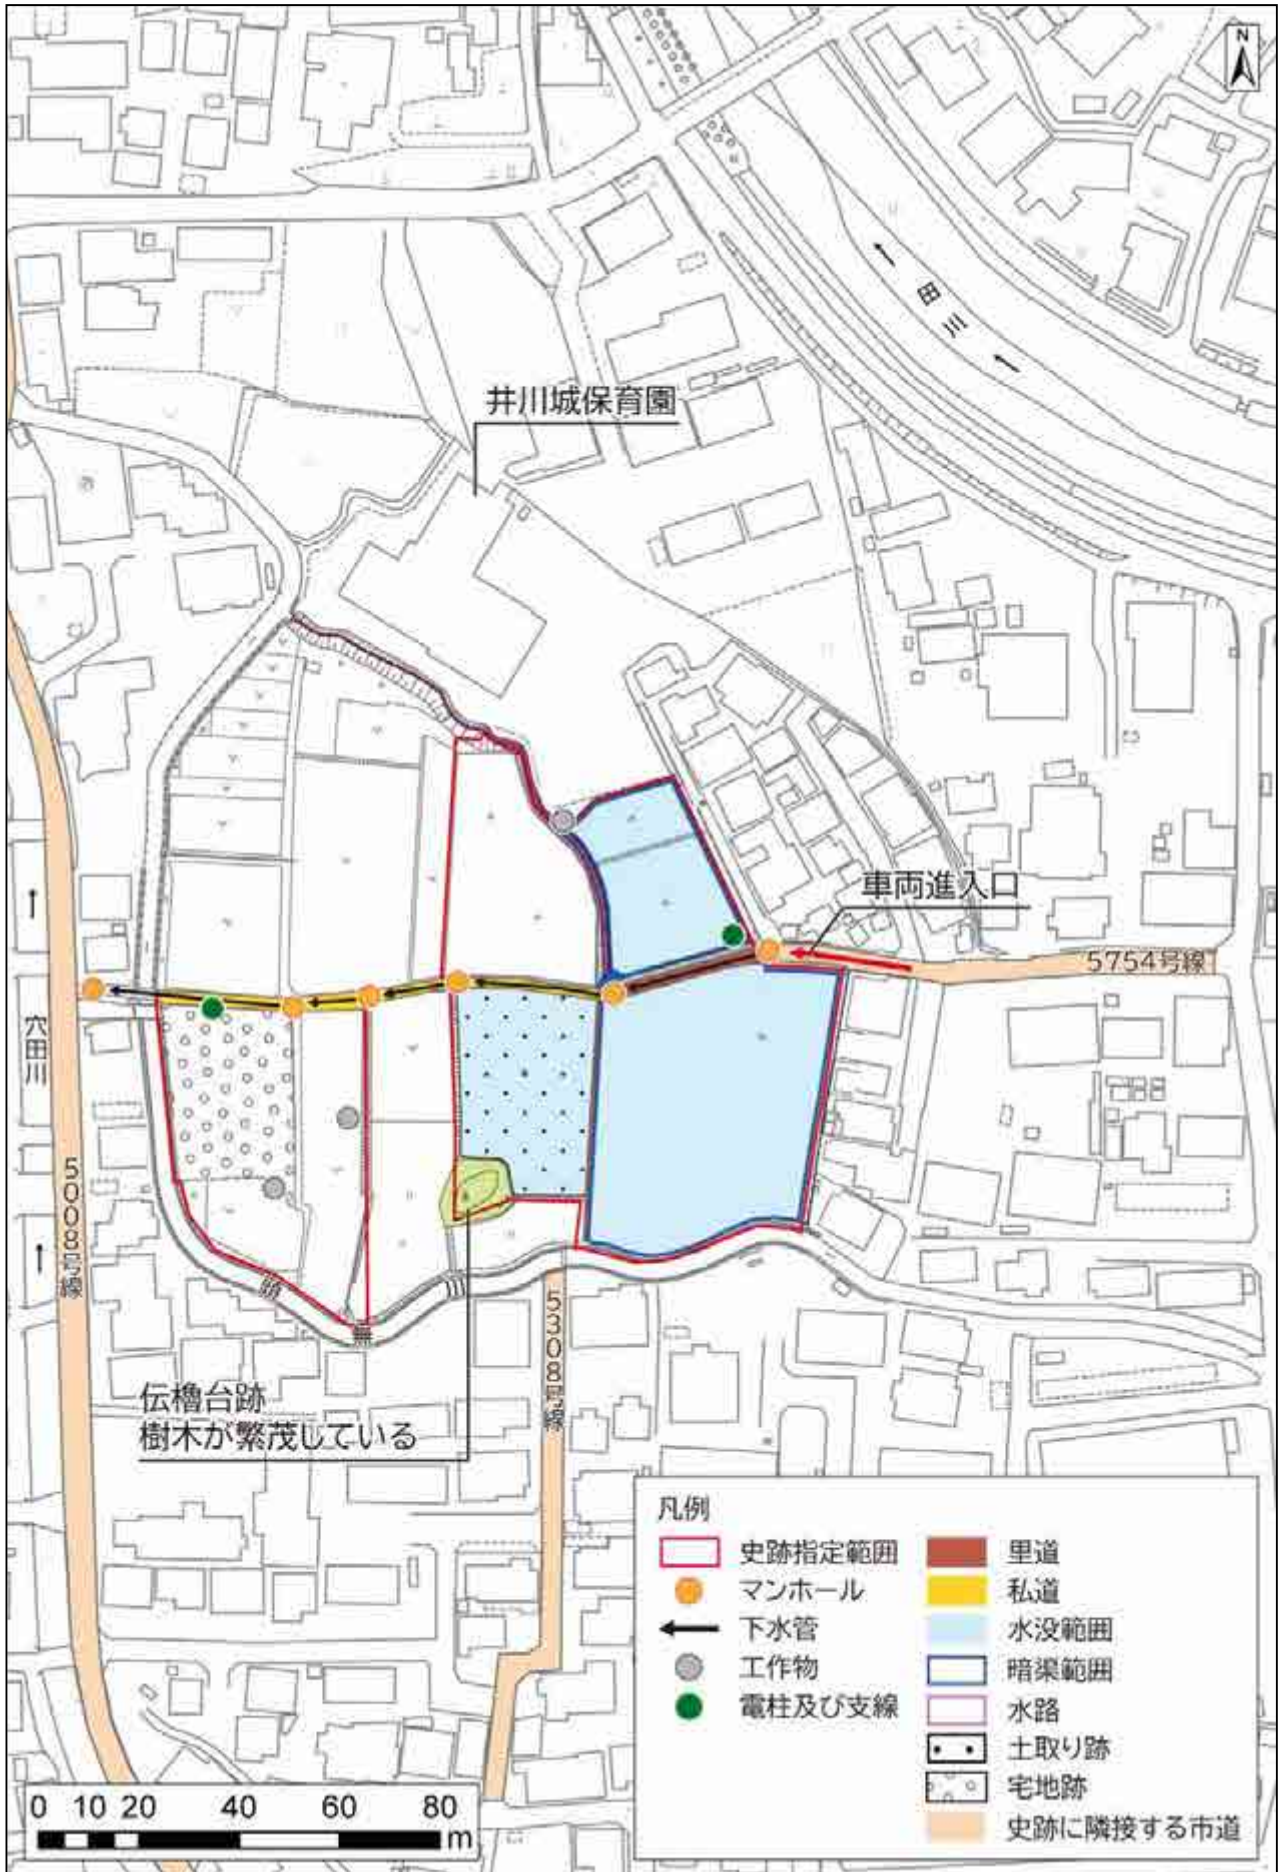 N
田川
井川城保育園
車両進入口
5754号線
穴田川
5008号線
頭
無
川
5308号線
伝櫓台跡
樹木が繁茂している
凡例
史跡指定範囲
マンホール
下水管
工作物
電柱及び支線
里道
私道
水没範囲
暗渠範囲
水路
土取り跡
宅地跡
史跡に隣接する市道
0 10 20 40 60 80
m